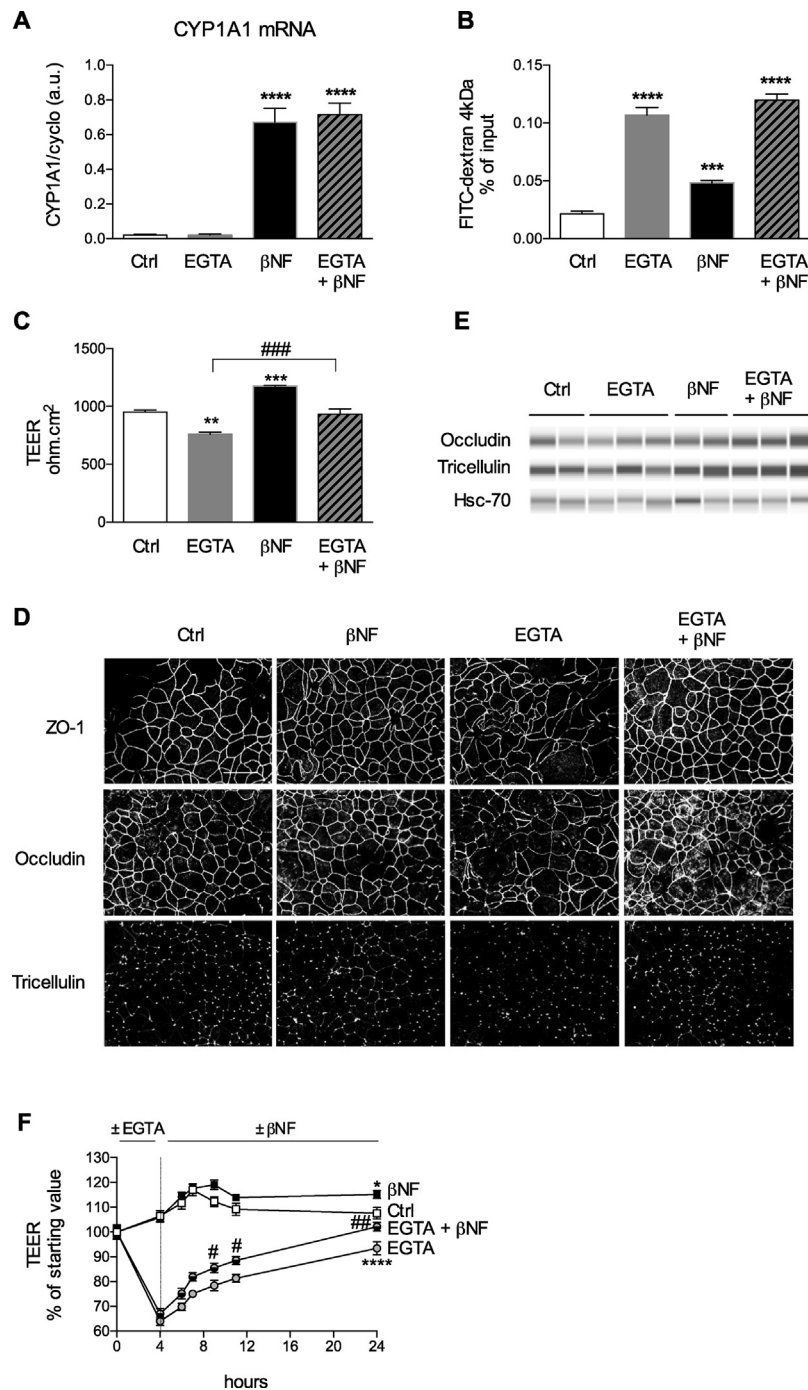 A
CYP1A1 mRNA
CYP1A1/cyclo (a.u.)
1.0
0.8
0.6
0.4
0.2
0.0
****
****
Ctrl
EGTA
βNF
EGTA
+ βNF
B
FITC-dextran 4kDa
% of input
0.15
0.10
0.05
0.00
****
***
****
Ctrl
EGTA
βNF
EGTA
+ βNF
C
TEER
ohm.cm²
1500
1000
500
0
###
**
***
Ctrl
EGTA
βNF
EGTA
+ βNF
E
Ctrl
EGTA
βNF
EGTA
+ βNF
Occludin
Tricellulin
Hsc-70
D
Ctrl
βNF
EGTA
EGTA
+ βNF
ZO-1
Occludin
Tricellulin
F
± EGTA
± βNF
TEER
% of starting value
130
120
110
100
90
80
70
60
*
βNF
Ctrl
##
EGTA + βNF
#
#
EGTA
****
0
4
8
12
16
20
24
hours